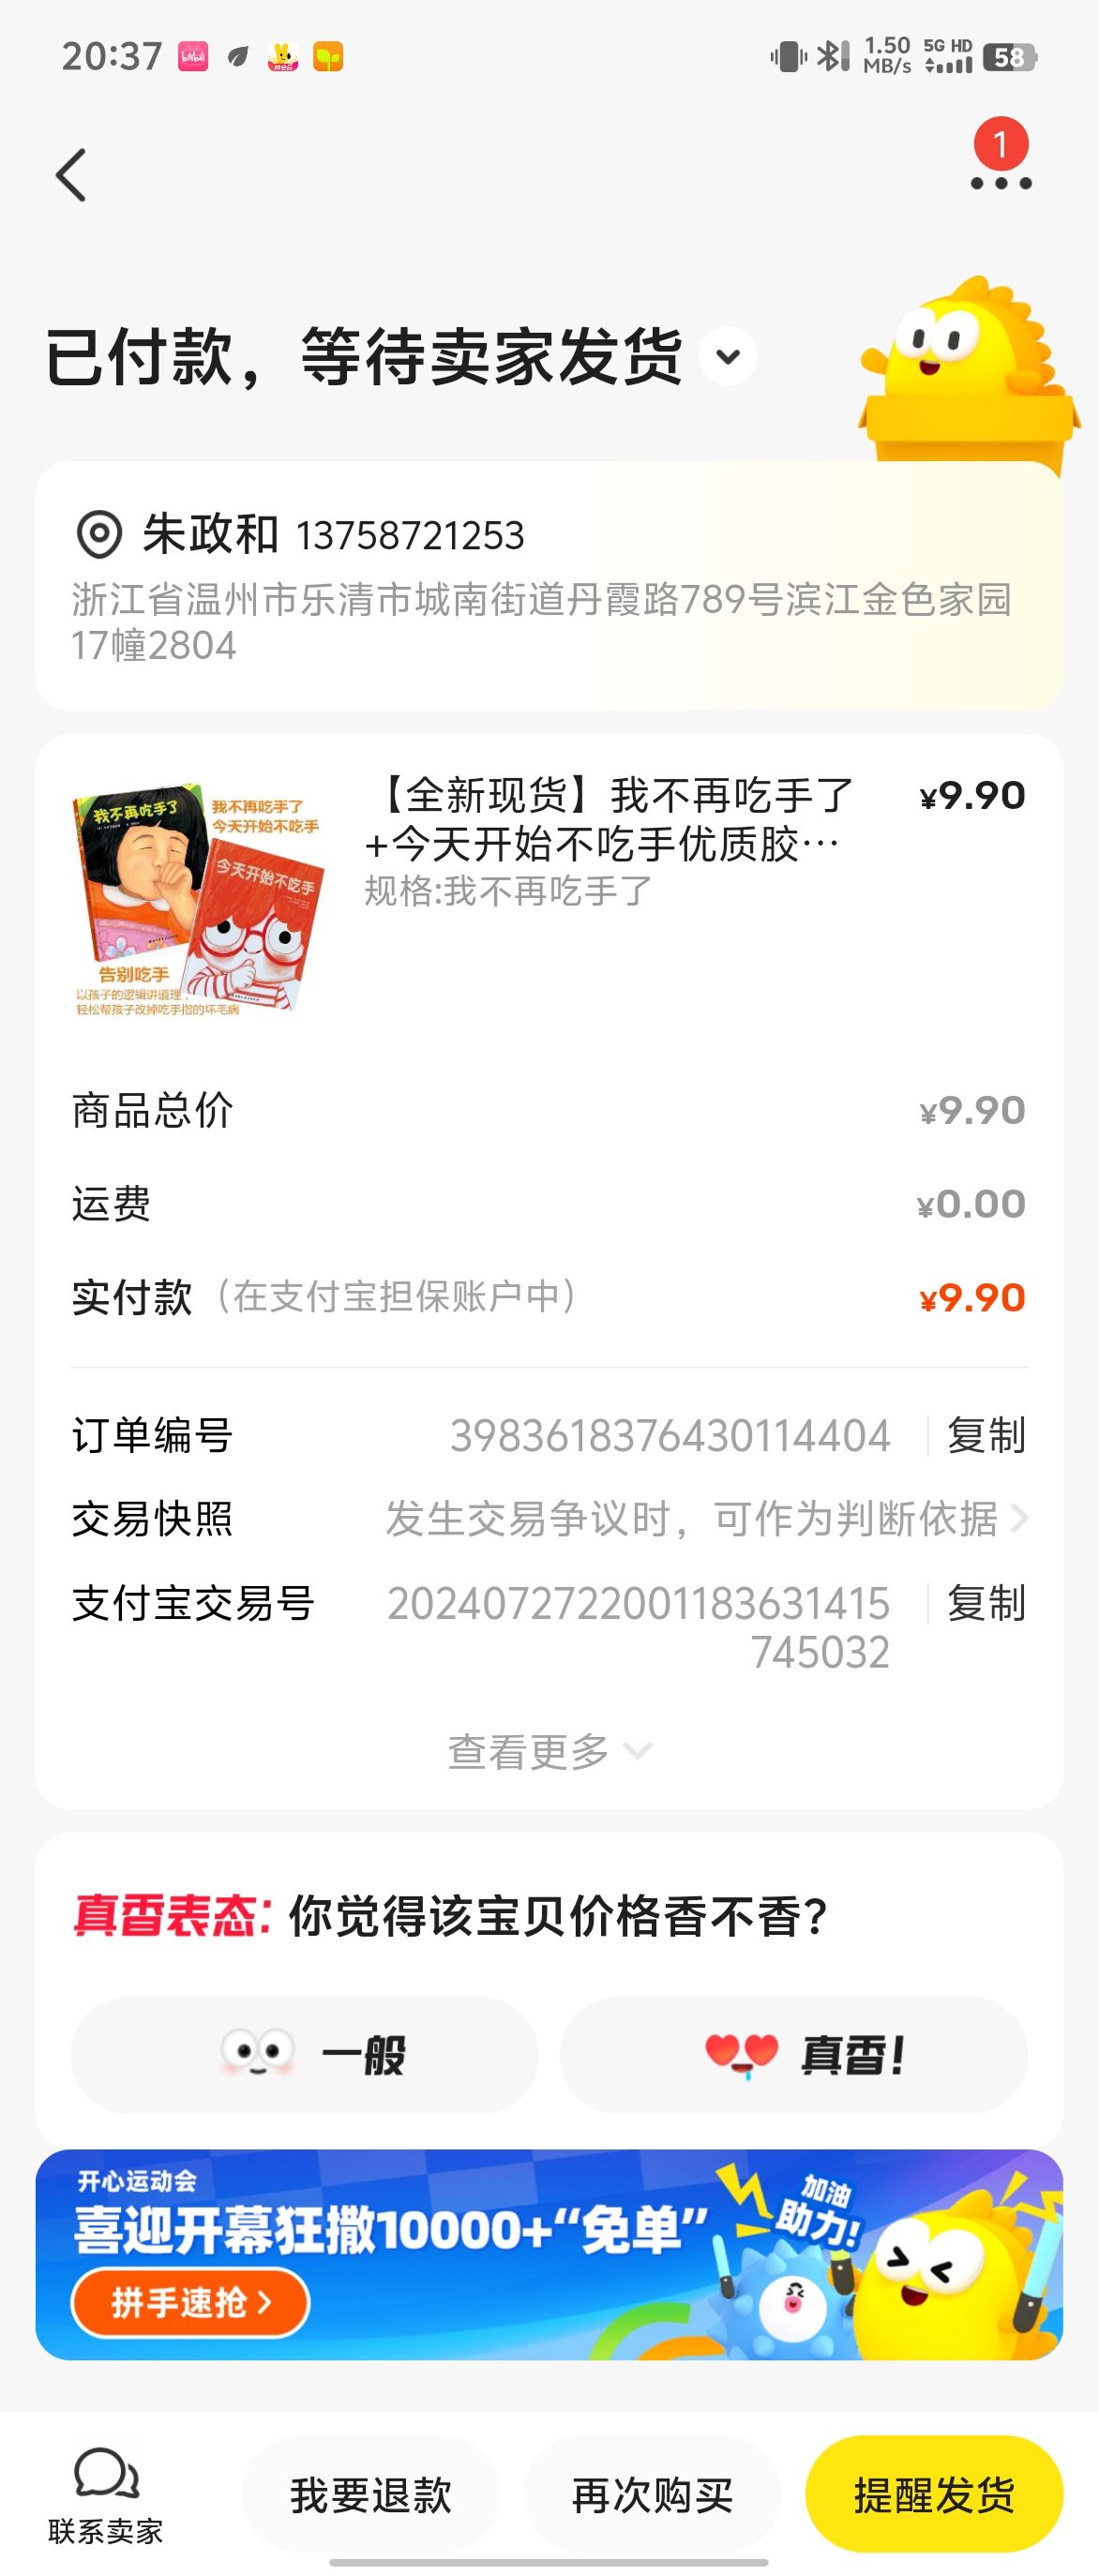 20:37
1.50 MB/s 5G HD 58
1
已付款，等待卖家发货
朱政和 13758721253
浙江省温州市乐清市城南街道丹霞路789号滨江金色家园
17幢2804
【全新现货】我不再吃手了 ¥9.90
+今天开始不吃手优质胶…
规格:我不再吃手了
我不再吃手了
我不再吃手了
今天开始不吃手
今天开始不吃手
告别吃手
以孩子的逻辑讲道理，
轻松帮孩子改掉吃手指的坏毛病
商品总价 ¥9.90
运费 ¥0.00
实付款（在支付宝担保账户中） ¥9.90
订单编号 3983618376430114404 复制
交易快照 发生交易争议时，可作为判断依据
支付宝交易号 2024072722001183631415 复制
745032
查看更多
真香表态：你觉得该宝贝价格香不香？
一般 真香！
开心运动会
喜迎开幕狂撒10000+“免单”
加油
助力！
拼手速抢
联系卖家 我要退款 再次购买 提醒发货